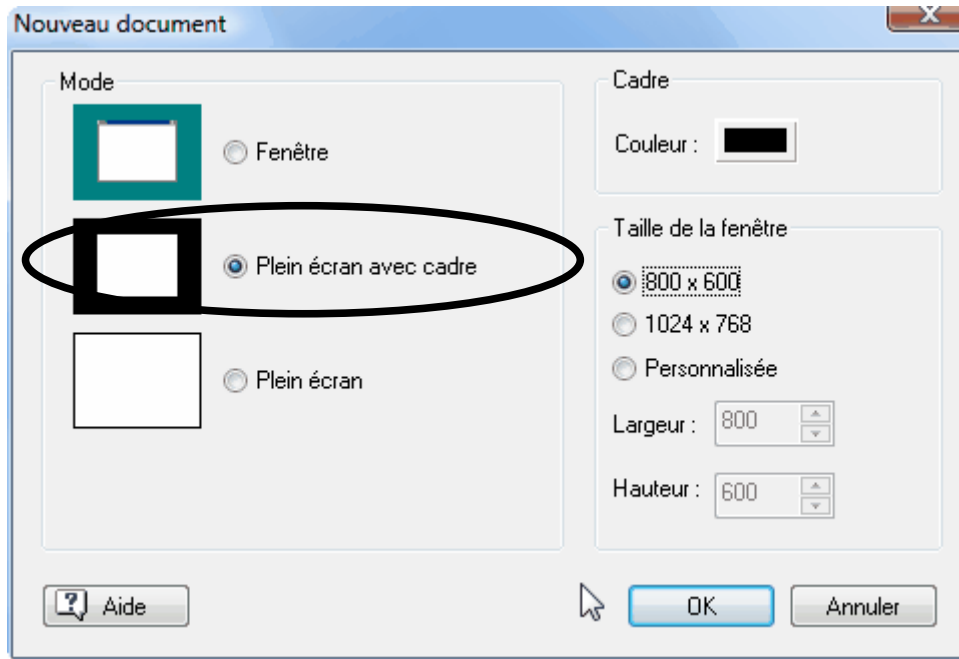 Nouveau document
Mode
Fenêtre
Plein écran avec cadre
Plein écran
Cadre
Couleur :
Taille de la fenêtre
800 x 600
1024 x 768
Personnalisée
Largeur : 800
Hauteur : 600
Aide
OK
Annuler